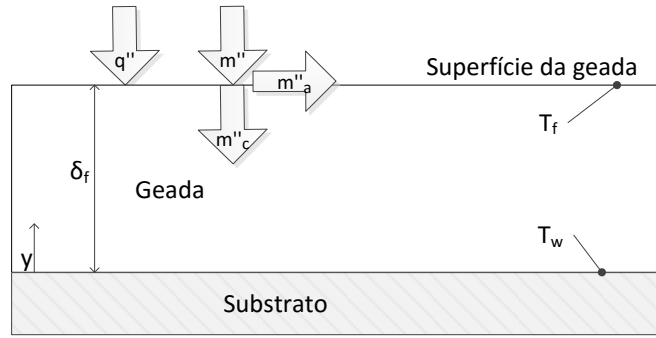 q''
m''
m''a
Superfície da geada
m''c
Tf
δf
Geada
Tw
y
Substrato